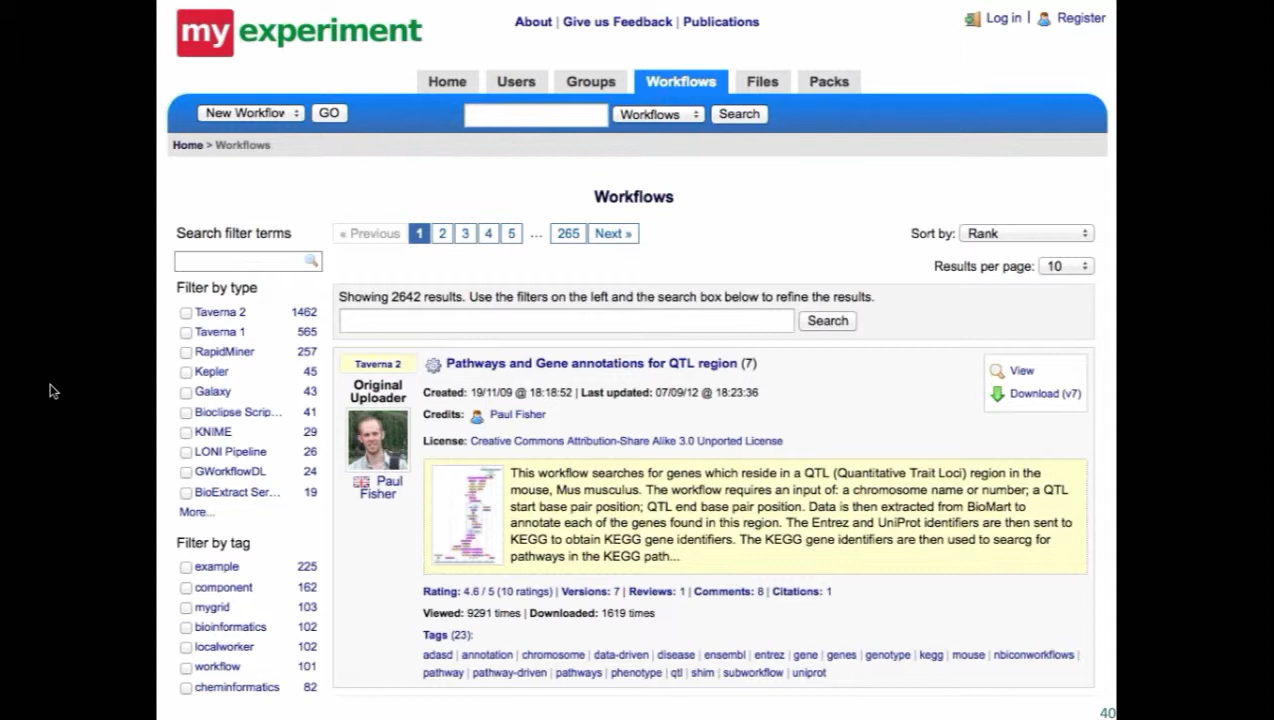 my experiment
About | Give us Feedback | Publications
Log in | Register
Home
Users
Groups
Workflows
Files
Packs
New Workflov
GO
Workflows
Search
Home > Workflows
Workflows
Search filter terms
« Previous 1 2 3 4 5 ... 265 Next »
Sort by: Rank
Results per page: 10
Filter by type
Taverna 2 1462
Taverna 1 565
RapidMiner 257
Kepler 45
Galaxy 43
Bioclipse Scrip... 41
KNIME 29
LONI Pipeline 26
GWorkflowDL 24
BioExtract Ser... 19
More...
Filter by tag
example 225
component 162
mygrid 103
bioinformatics 102
localworker 102
workflow 101
cheminformatics 82
Showing 2642 results. Use the filters on the left and the search box below to refine the results.
Search
Taverna 2
Original
Uploader
Paul
Fisher
Pathways and Gene annotations for QTL region (7)
View
Download (v7)
Created: 19/11/09 @ 18:18:52 | Last updated: 07/09/12 @ 18:23:36
Credits: Paul Fisher
License: Creative Commons Attribution-Share Alike 3.0 Unported License
This workflow searches for genes which reside in a QTL (Quantitative Trait Loci) region in the
mouse, Mus musculus. The workflow requires an input of: a chromosome name or number; a QTL
start base pair position; QTL end base pair position. Data is then extracted from BioMart to
annotate each of the genes found in this region. The Entrez and UniProt identifiers are then sent to
KEGG to obtain KEGG gene identifiers. The KEGG gene identifiers are then used to searcg for
pathways in the KEGG path...
Rating: 4.6 / 5 (10 ratings) | Versions: 7 | Reviews: 1 | Comments: 8 | Citations: 1
Viewed: 9291 times | Downloaded: 1619 times
Tags (23):
adasd | annotation | chromosome | data-driven | disease | ensembl | entrez | gene | genes | genotype | kegg | mouse | nbiconworkflows |
pathway | pathway-driven | pathways | phenotype | qtl | shim | subworkflow | uniprot
40